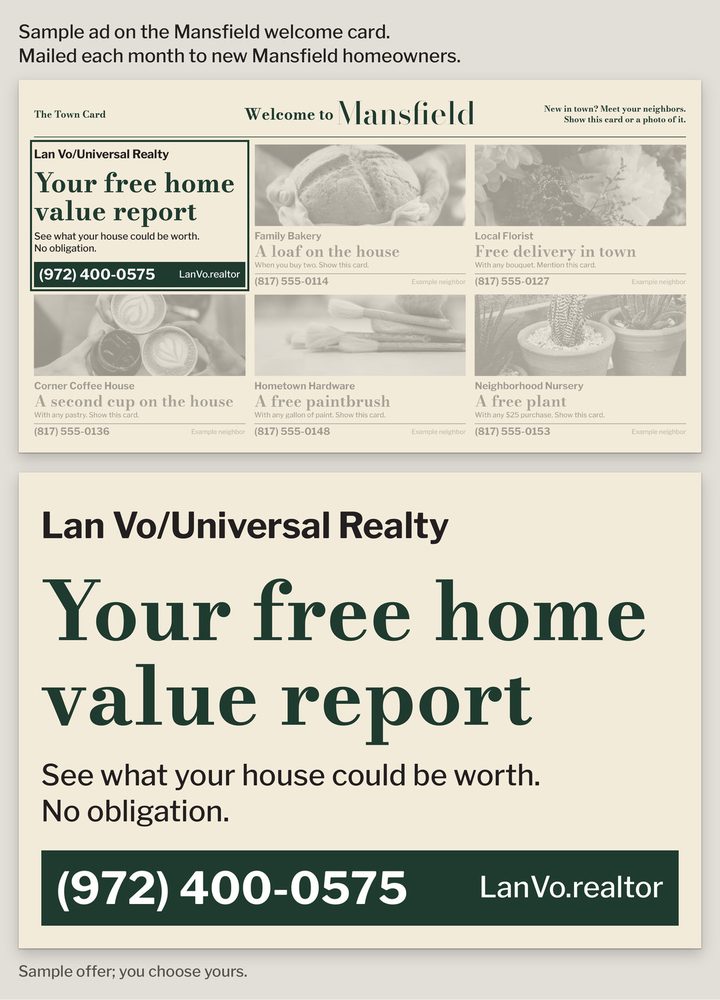 Sample ad on the Mansfield welcome card.
Mailed each month to new Mansfield homeowners.
The Town Card
Welcome to Mansfield
New in town? Meet your neighbors.
Show this card or a photo of it.
Lan Vo/Universal Realty
Your free home
value report
See what your house could be worth.
No obligation.
(972) 400-0575 LanVo.realtor
Family Bakery
A loaf on the house
When you buy two. Show this card.
(817) 555-0114 Example neighbor
Local Florist
Free delivery in town
With any bouquet. Mention this card.
(817) 555-0127 Example neighbor
Corner Coffee House
A second cup on the house
With any pastry. Show this card.
(817) 555-0136 Example neighbor
Hometown Hardware
A free paintbrush
With any gallon of paint. Show this card.
(817) 555-0148 Example neighbor
Neighborhood Nursery
A free plant
With any $25 purchase. Show this card.
(817) 555-0153 Example neighbor
Lan Vo/Universal Realty
Your free home
value report
See what your house could be worth.
No obligation.
(972) 400-0575 LanVo.realtor
Sample offer; you choose yours.